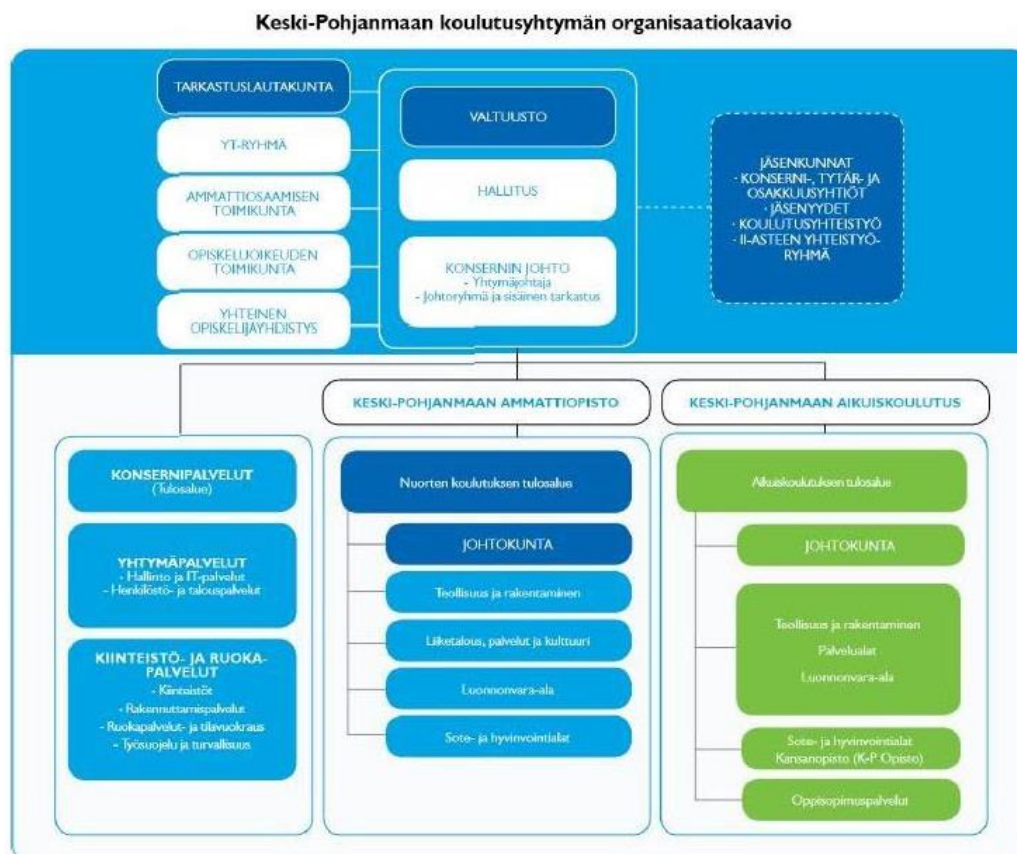 Keski-Pohjanmaan koulutusyhtymän organisaatiokaavio
TARKASTUSLAUTAKUNTA
YT-RYHMÄ
AMMATTIOSAAMISEN
TOIMIKUNTA
OPISKELUOIKEUDEN
TOIMIKUNTA
YHTEINEN
OPISKELIJAYHDISTYS
VALTUUSTO
HALLITUS
KONSERNIN JOHTO
- Yhtymäjohtaja
- Johtoryhmä ja sisäinen tarkastus
JÄSENKUNNAT
· KONSERNI-, TYTÄR- JA
OSAKKUUSYHTIÖT
· JÄSENYYDET
· KOULUTUSYHTEISTYÖ
· II-ASTEEN YHTEISTYÖ-
RYHMÄ
KESKI-POHJANMAAN AMMATTIOPISTO
KESKI-POHJANMAAN AIKUISKOULUTUS
KONSERNIPALVELUT
(Tulosalue)
YHTYMÄPALVELUT
- Hallinto ja IT-palvelut
- Henkilöstö- ja talouspalvelut
KIINTEISTÖ- JA RUOKA-
PALVELUT
- Kiinteistöt
- Rakennuttamispalvelut
- Ruokapalvelut- ja tilavuokraus
- Työsuojelu ja turvallisuus
Nuorten koulutuksen tulosalue
JOHTOKUNTA
Teollisuus ja rakentaminen
Liiketalous, palvelut ja kulttuuri
Luonnonvara-ala
Sote- ja hyvinvointialat
Aikuiskoulutuksen tulosalue
JOHTOKUNTA
Teollisuus ja rakentaminen
Palvelualat
Luonnonvara-ala
Sote- ja hyvinvointialat
Kansanopisto (K-P Opisto)
Oppisopimuspalvelut